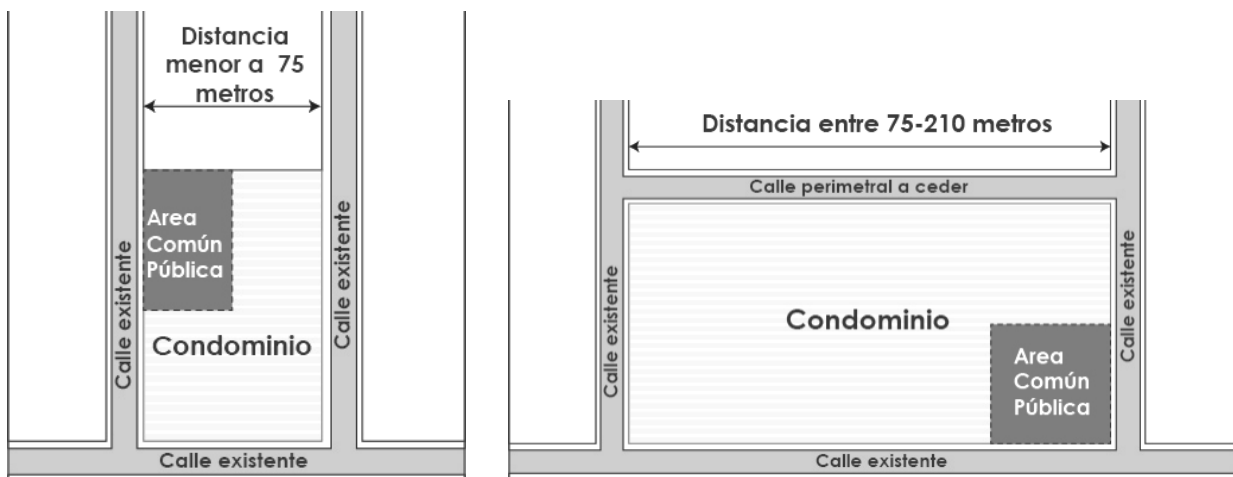 Distancia
menor a 75
metros
Area
Común
Pública
Calle existente
Calle existente
Condominio
Calle existente
Distancia entre 75-210 metros
Calle perimetral a ceder
Calle existente
Calle existente
Condominio
Area
Común
Pública
Calle existente